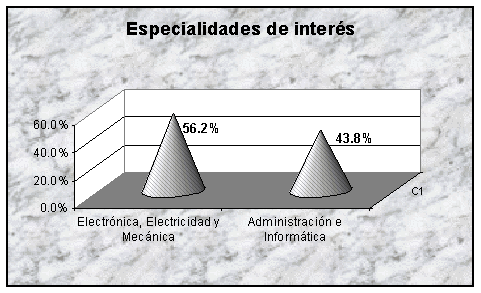 Especialidades de interés
56.2%
43.8%
60.0%
40.0%
20.0%
0.0%
C1
Electrónica, Electricidad y
Mecánica
Administración e
Informática